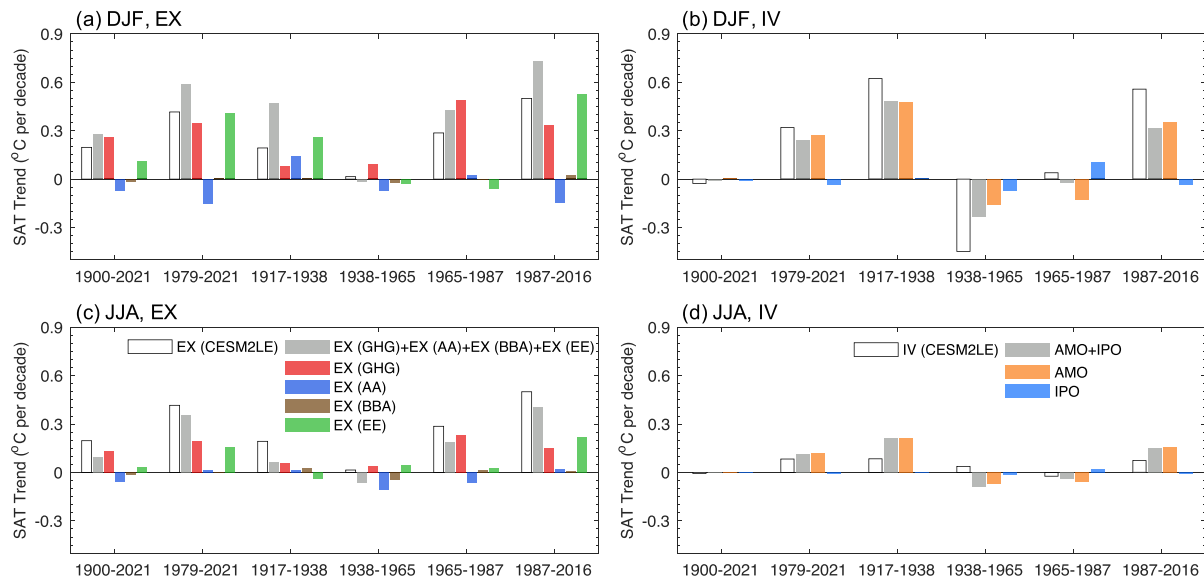 (a) DJF, EX
SAT Trend (°C per decade)
0.9
0.6
0.3
0
-0.3
1900-2021 1979-2021 1917-1938 1938-1965 1965-1987 1987-2016
(b) DJF, IV
SAT Trend (°C per decade)
0.9
0.6
0.3
0
-0.3
1900-2021 1979-2021 1917-1938 1938-1965 1965-1987 1987-2016
(c) JJA, EX
SAT Trend (°C per decade)
0.9
0.6
0.3
0
-0.3
EX (CESM2LE) EX (GHG)+EX (AA)+EX (BBA)+EX (EE)
EX (GHG)
EX (AA)
EX (BBA)
EX (EE)
1900-2021 1979-2021 1917-1938 1938-1965 1965-1987 1987-2016
(d) JJA, IV
SAT Trend (°C per decade)
0.9
0.6
0.3
0
-0.3
IV (CESM2LE) AMO+IPO
AMO
IPO
1900-2021 1979-2021 1917-1938 1938-1965 1965-1987 1987-2016